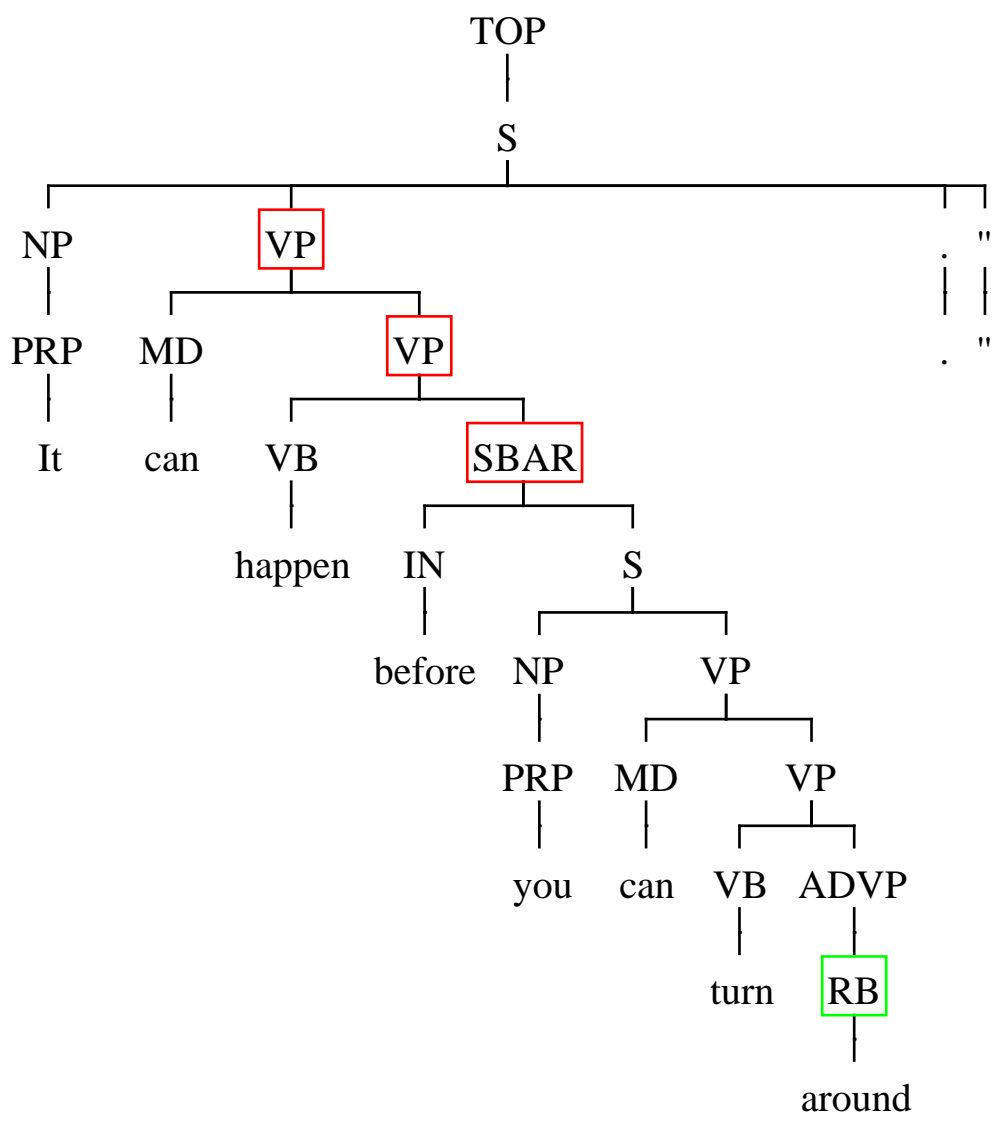 TOP
S
NP VP . "
PRP MD VP . "
It can VB SBAR
happen IN S
before NP VP
PRP MD VP
you can VB ADVP
turn RB
around